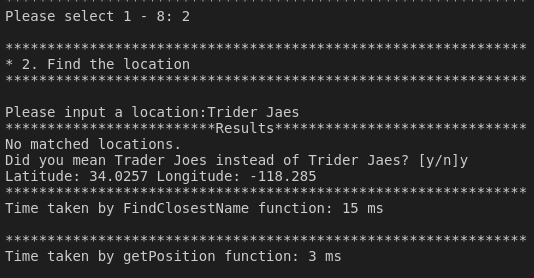 Please select 1 - 8: 2
**************************************************************
* 2. Find the location
**************************************************************
Please input a location:Trider Jaes
*************************Results******************************
No matched locations.
Did you mean Trader Joes instead of Trider Jaes? [y/n]y
Latitude: 34.0257 Longitude: -118.285
**************************************************************
Time taken by FindClosestName function: 15 ms
**************************************************************
Time taken by getPosition function: 3 ms